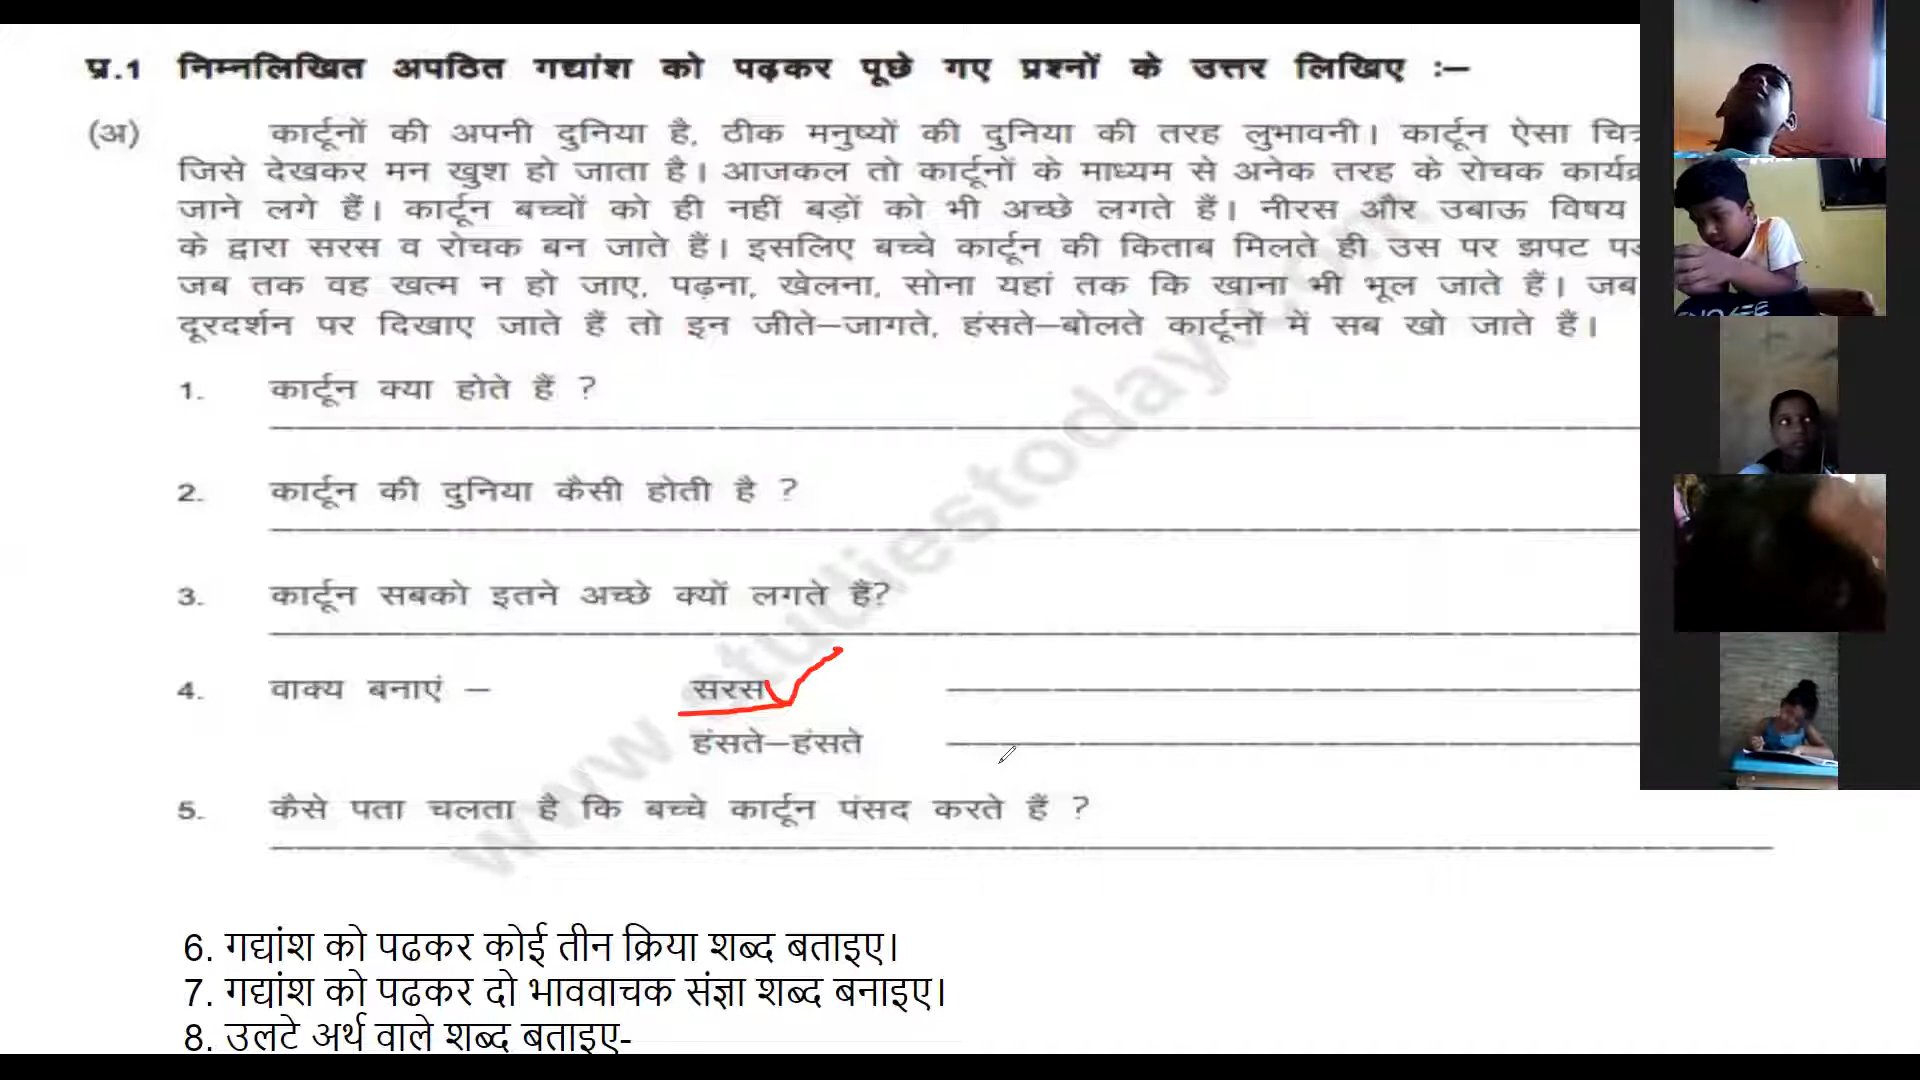 प्र.1 निम्नलिखित अपठित गद्यांश को पढ़कर पूछे गए प्रश्नों के उत्तर लिखिए :–
(अ) कार्टूनों की अपनी दुनिया है, ठीक मनुष्यों की दुनिया की तरह लुभावनी। कार्टून ऐसा चित्र
जिसे देखकर मन खुश हो जाता है। आजकल तो कार्टूनों के माध्यम से अनेक तरह के रोचक
जाने लगे हैं। कार्टून बच्चों को ही नहीं बड़ों को भी अच्छे लगते हैं। नीरस और उबाऊ विषय
के द्वारा सरस व रोचक बन जाते हैं। इसलिए बच्चे कार्टून की किताब मिलते ही उस पर झपट
जब तक वह खत्म न हो जाए, पढ़ना, खेलना, सोना यहां तक कि खाना भी भूल जाते हैं। जब
दूरदर्शन पर दिखाए जाते हैं तो इन जीते–जागते, हंसते–बोलते कार्टूनों में सब खो जाते हैं।
1. कार्टून क्या होते हैं ?
2. कार्टून की दुनिया कैसी होती है ?
3. कार्टून सबको इतने अच्छे क्यों लगते हैं?
4. वाक्य बनाएं – सरस
हंसते–हंसते
5. कैसे पता चलता है कि बच्चे कार्टून पंसद करते हैं ?
6. गद्यांश को पढकर कोई तीन क्रिया शब्द बताइए।
7. गद्यांश को पढकर दो भाववाचक संज्ञा शब्द बनाइए।
8. उलटे अर्थ वाले शब्द बताइए-
www.studiestoday.com